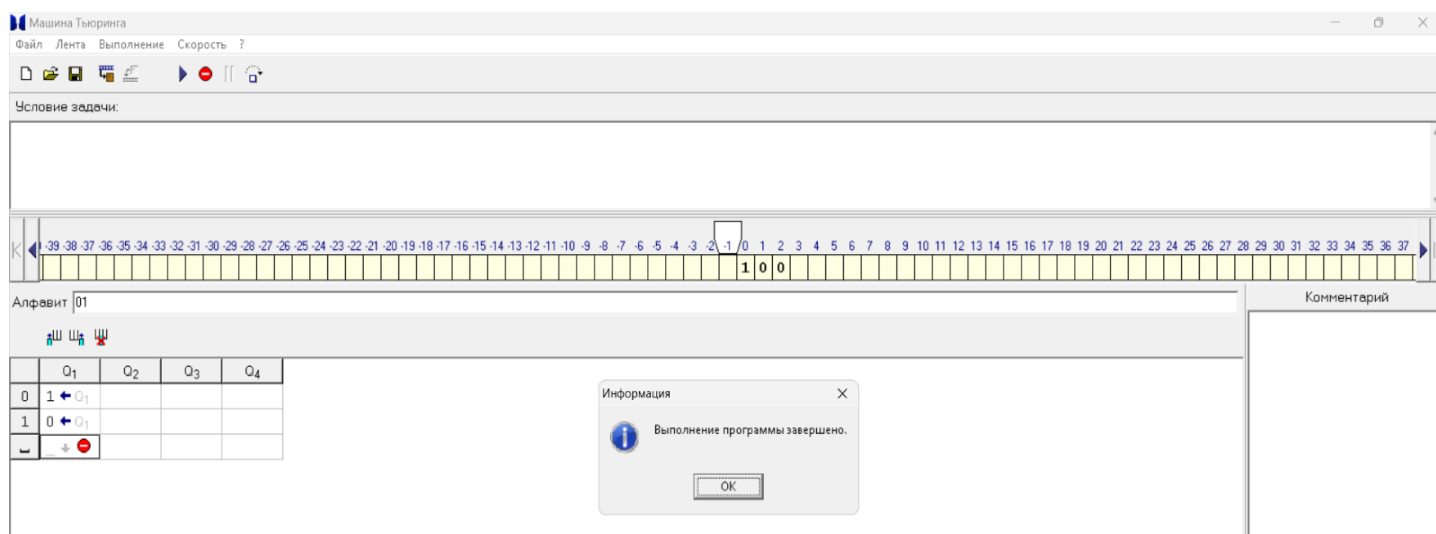 Машина Тьюринга
Файл Лента Выполнение Скорость ?
Условие задачи:
-39 -38 -37 -36 -35 -34 -33 -32 -31 -30 -29 -28 -27 -26 -25 -24 -23 -22 -21 -20 -19 -18 -17 -16 -15 -14 -13 -12 -11 -10 -9 -8 -7 -6 -5 -4 -3 -2 -1 0 1 2 3 4 5 6 7 8 9 10 11 12 13 14 15 16 17 18 19 20 21 22 23 24 25 26 27 28 29 30 31 32 33 34 35 36 37
1 0 0
Алфавит 01
Комментарий
Q1 Q2 Q3 Q4
0 1 ← Q1
1 0 ← Q1
_
Информация
Выполнение программы завершено.
OK